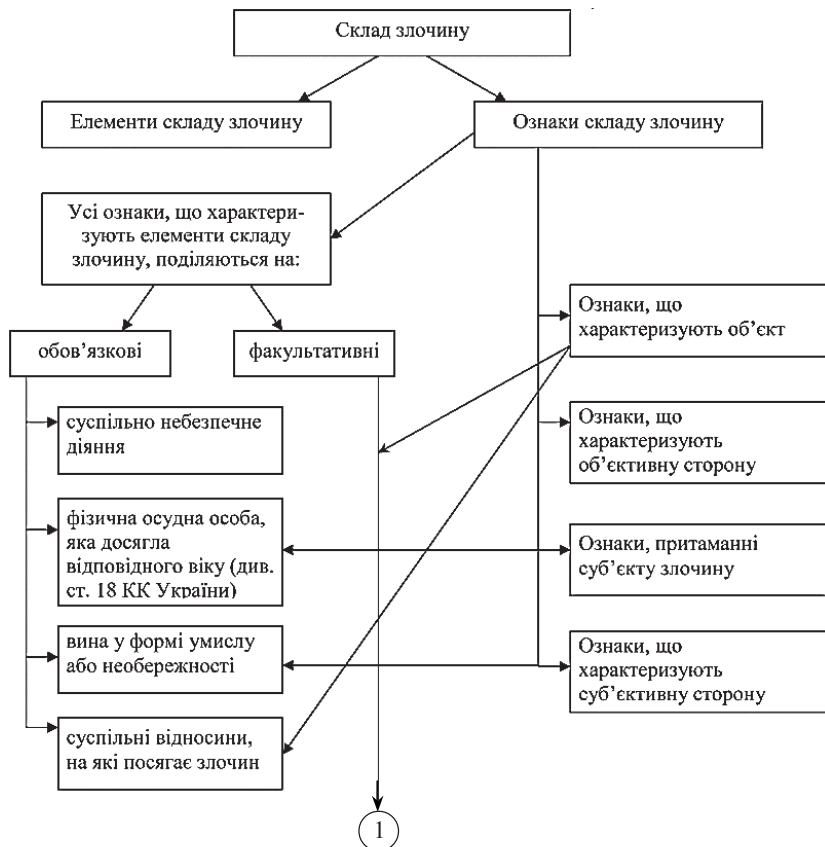 Склад злочину
Елементи складу злочину
Ознаки складу злочину
Усі ознаки, що характери-
зують елементи складу
злочину, поділяються на:
обов’язкові
факультативні
суспільно небезпечне
діяння
фізична осудна особа,
яка досягла
відповідного віку (див.
ст. 18 КК України)
вина у формі умислу
або необережності
суспільні відносини,
на які посягає злочин
Ознаки, що
характеризують об’єкт
Ознаки, що
характеризують
об’єктивну сторону
Ознаки, притаманні
суб’єкту злочину
Ознаки, що
характеризують
суб’єктивну сторону
1